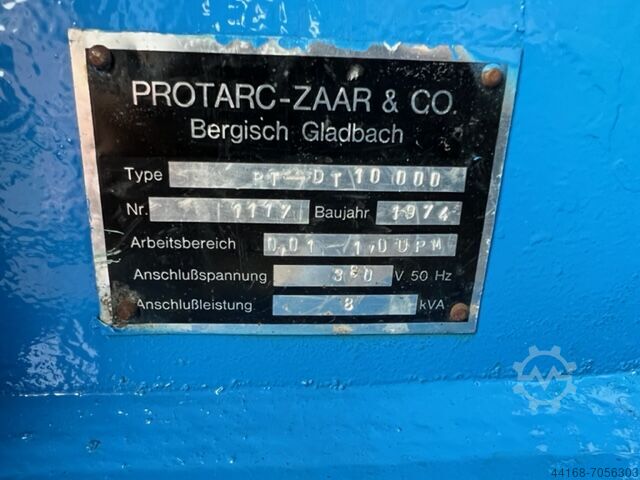 PROTARC-ZAAR & CO.
Bergisch Gladbach
Type PT-DT 10 000
Nr. 1117 Baujahr 1974
Arbeitsbereich 0,01 - 1,0 UPM
Anschlußspannung 380 V 50 Hz
Anschlußleistung 8 kVA
44168-7056303